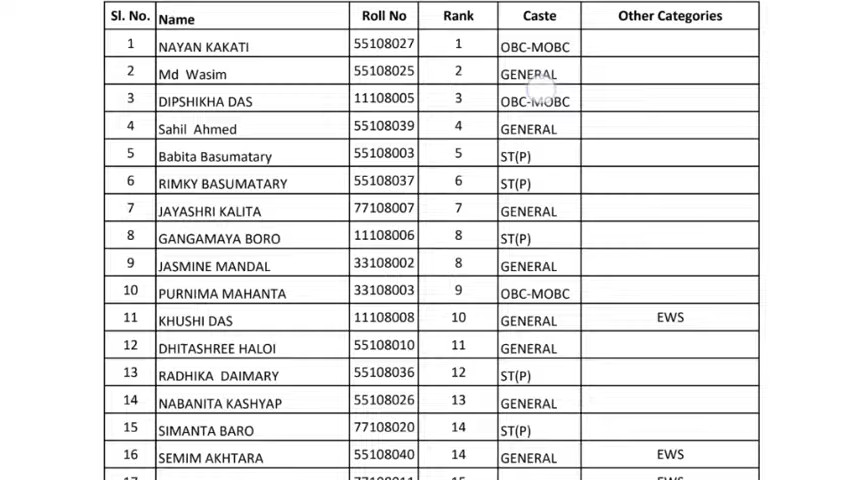 Sl. No. Name Roll No Rank Caste Other Categories
1 NAYAN KAKATI 55108027 1 OBC-MOBC
2 Md Wasim 55108025 2 GENERAL
3 DIPSHIKHA DAS 11108005 3 OBC-MOBC
4 Sahil Ahmed 55108039 4 GENERAL
5 Babita Basumatary 55108003 5 ST(P)
6 RIMKY BASUMATARY 55108037 6 ST(P)
7 JAYASHRI KALITA 77108007 7 GENERAL
8 GANGAMAYA BORO 11108006 8 ST(P)
9 JASMINE MANDAL 33108002 8 GENERAL
10 PURNIMA MAHANTA 33108003 9 OBC-MOBC
11 KHUSHI DAS 11108008 10 GENERAL EWS
12 DHITASHREE HALOI 55108010 11 GENERAL
13 RADHIKA DAIMARY 55108036 12 ST(P)
14 NABANITA KASHYAP 55108026 13 GENERAL
15 SIMANTA BARO 77108020 14 ST(P)
16 SEMIM AKHTARA 55108040 14 GENERAL EWS